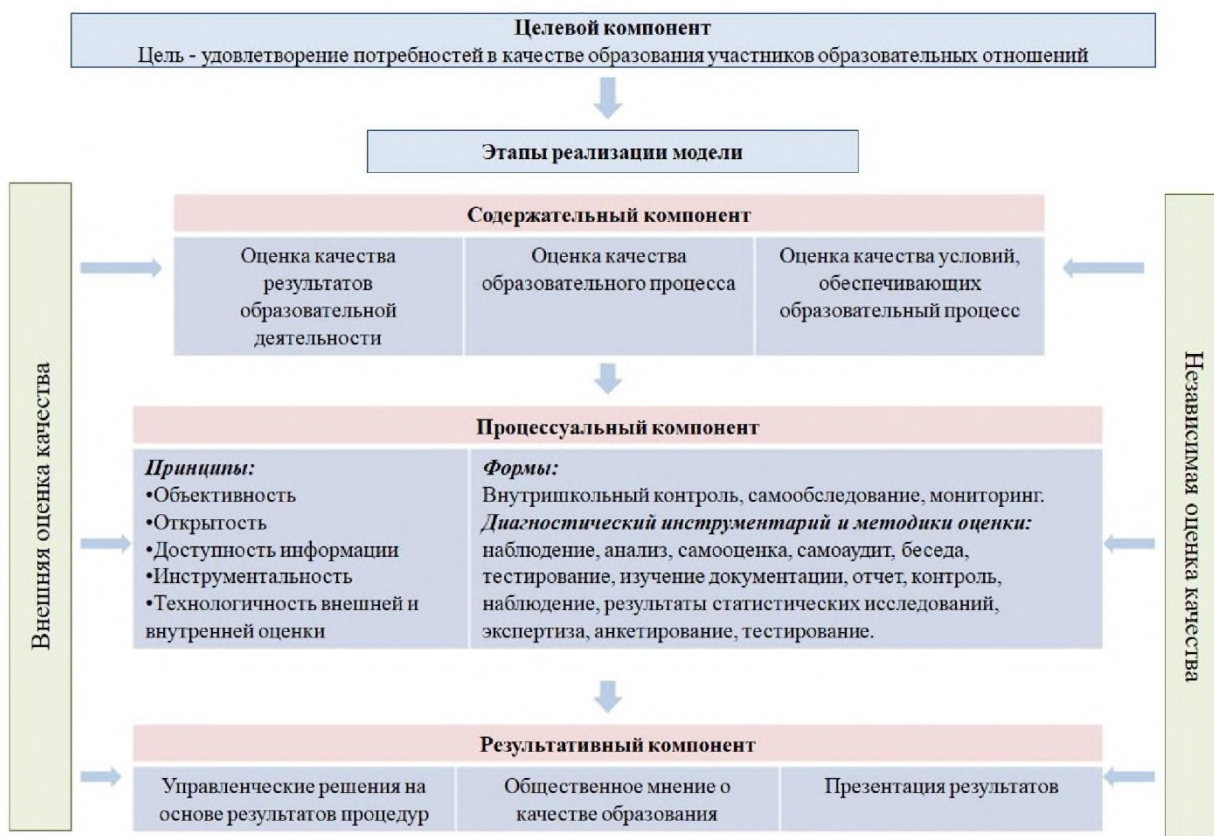 Целевой компонент
Цель - удовлетворение потребностей в качестве образования участников образовательных отношений
Этапы реализации модели
Внешняя оценка качества
Содержательный компонент
Оценка качества
результатов
образовательной
деятельности
Оценка качества
образовательного процесса
Оценка качества условий,
обеспечивающих
образовательный процесс
Процессуальный компонент
Принципы:
•Объективность
•Открытость
•Доступность информации
•Инструментальность
•Технологичность внешней и
внутренней оценки
Формы:
Внутришкольный контроль, самообследование, мониторинг.
Диагностический инструментарий и методики оценки:
наблюдение, анализ, самооценка, самоаудит, беседа,
тестирование, изучение документации, отчет, контроль,
наблюдение, результаты статистических исследований,
экспертиза, анкетирование, тестирование.
Результативный компонент
Управленческие решения на
основе результатов процедур
Общественное мнение о
качестве образования
Презентация результатов
Независимая оценка качества